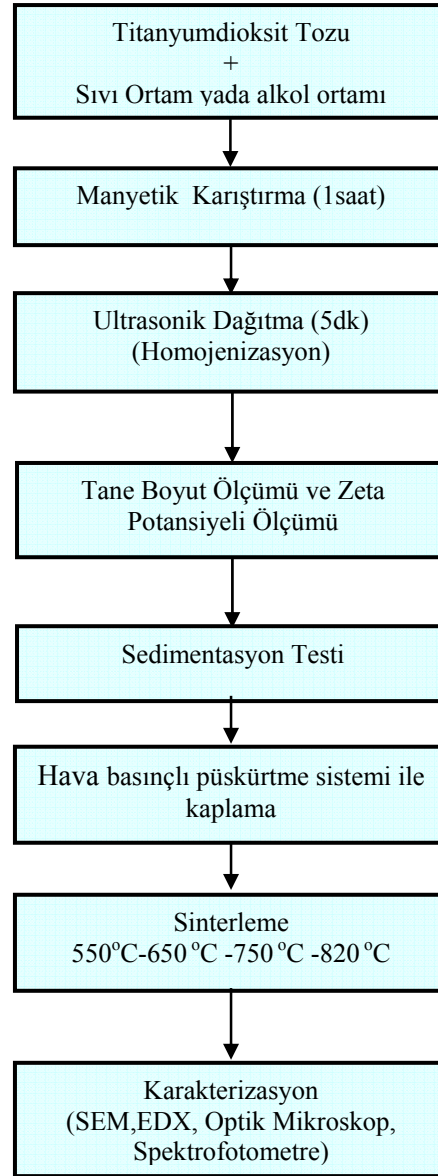 Titanyumdioksit Tozu
+
Sıvı Ortam yada alkol ortamı
Manyetik Karıştırma (1saat)
Ultrasonik Dağıtma (5dk)
(Homojenizasyon)
Tane Boyut Ölçümü ve Zeta
Potansiyeli Ölçümü
Sedimentasyon Testi
Hava basınçlı püskürtme sistemi ile
kaplama
Sinterleme
550°C-650 °C -750 °C -820 °C
Karakterizasyon
(SEM,EDX, Optik Mikroskop,
Spektrofotometre)